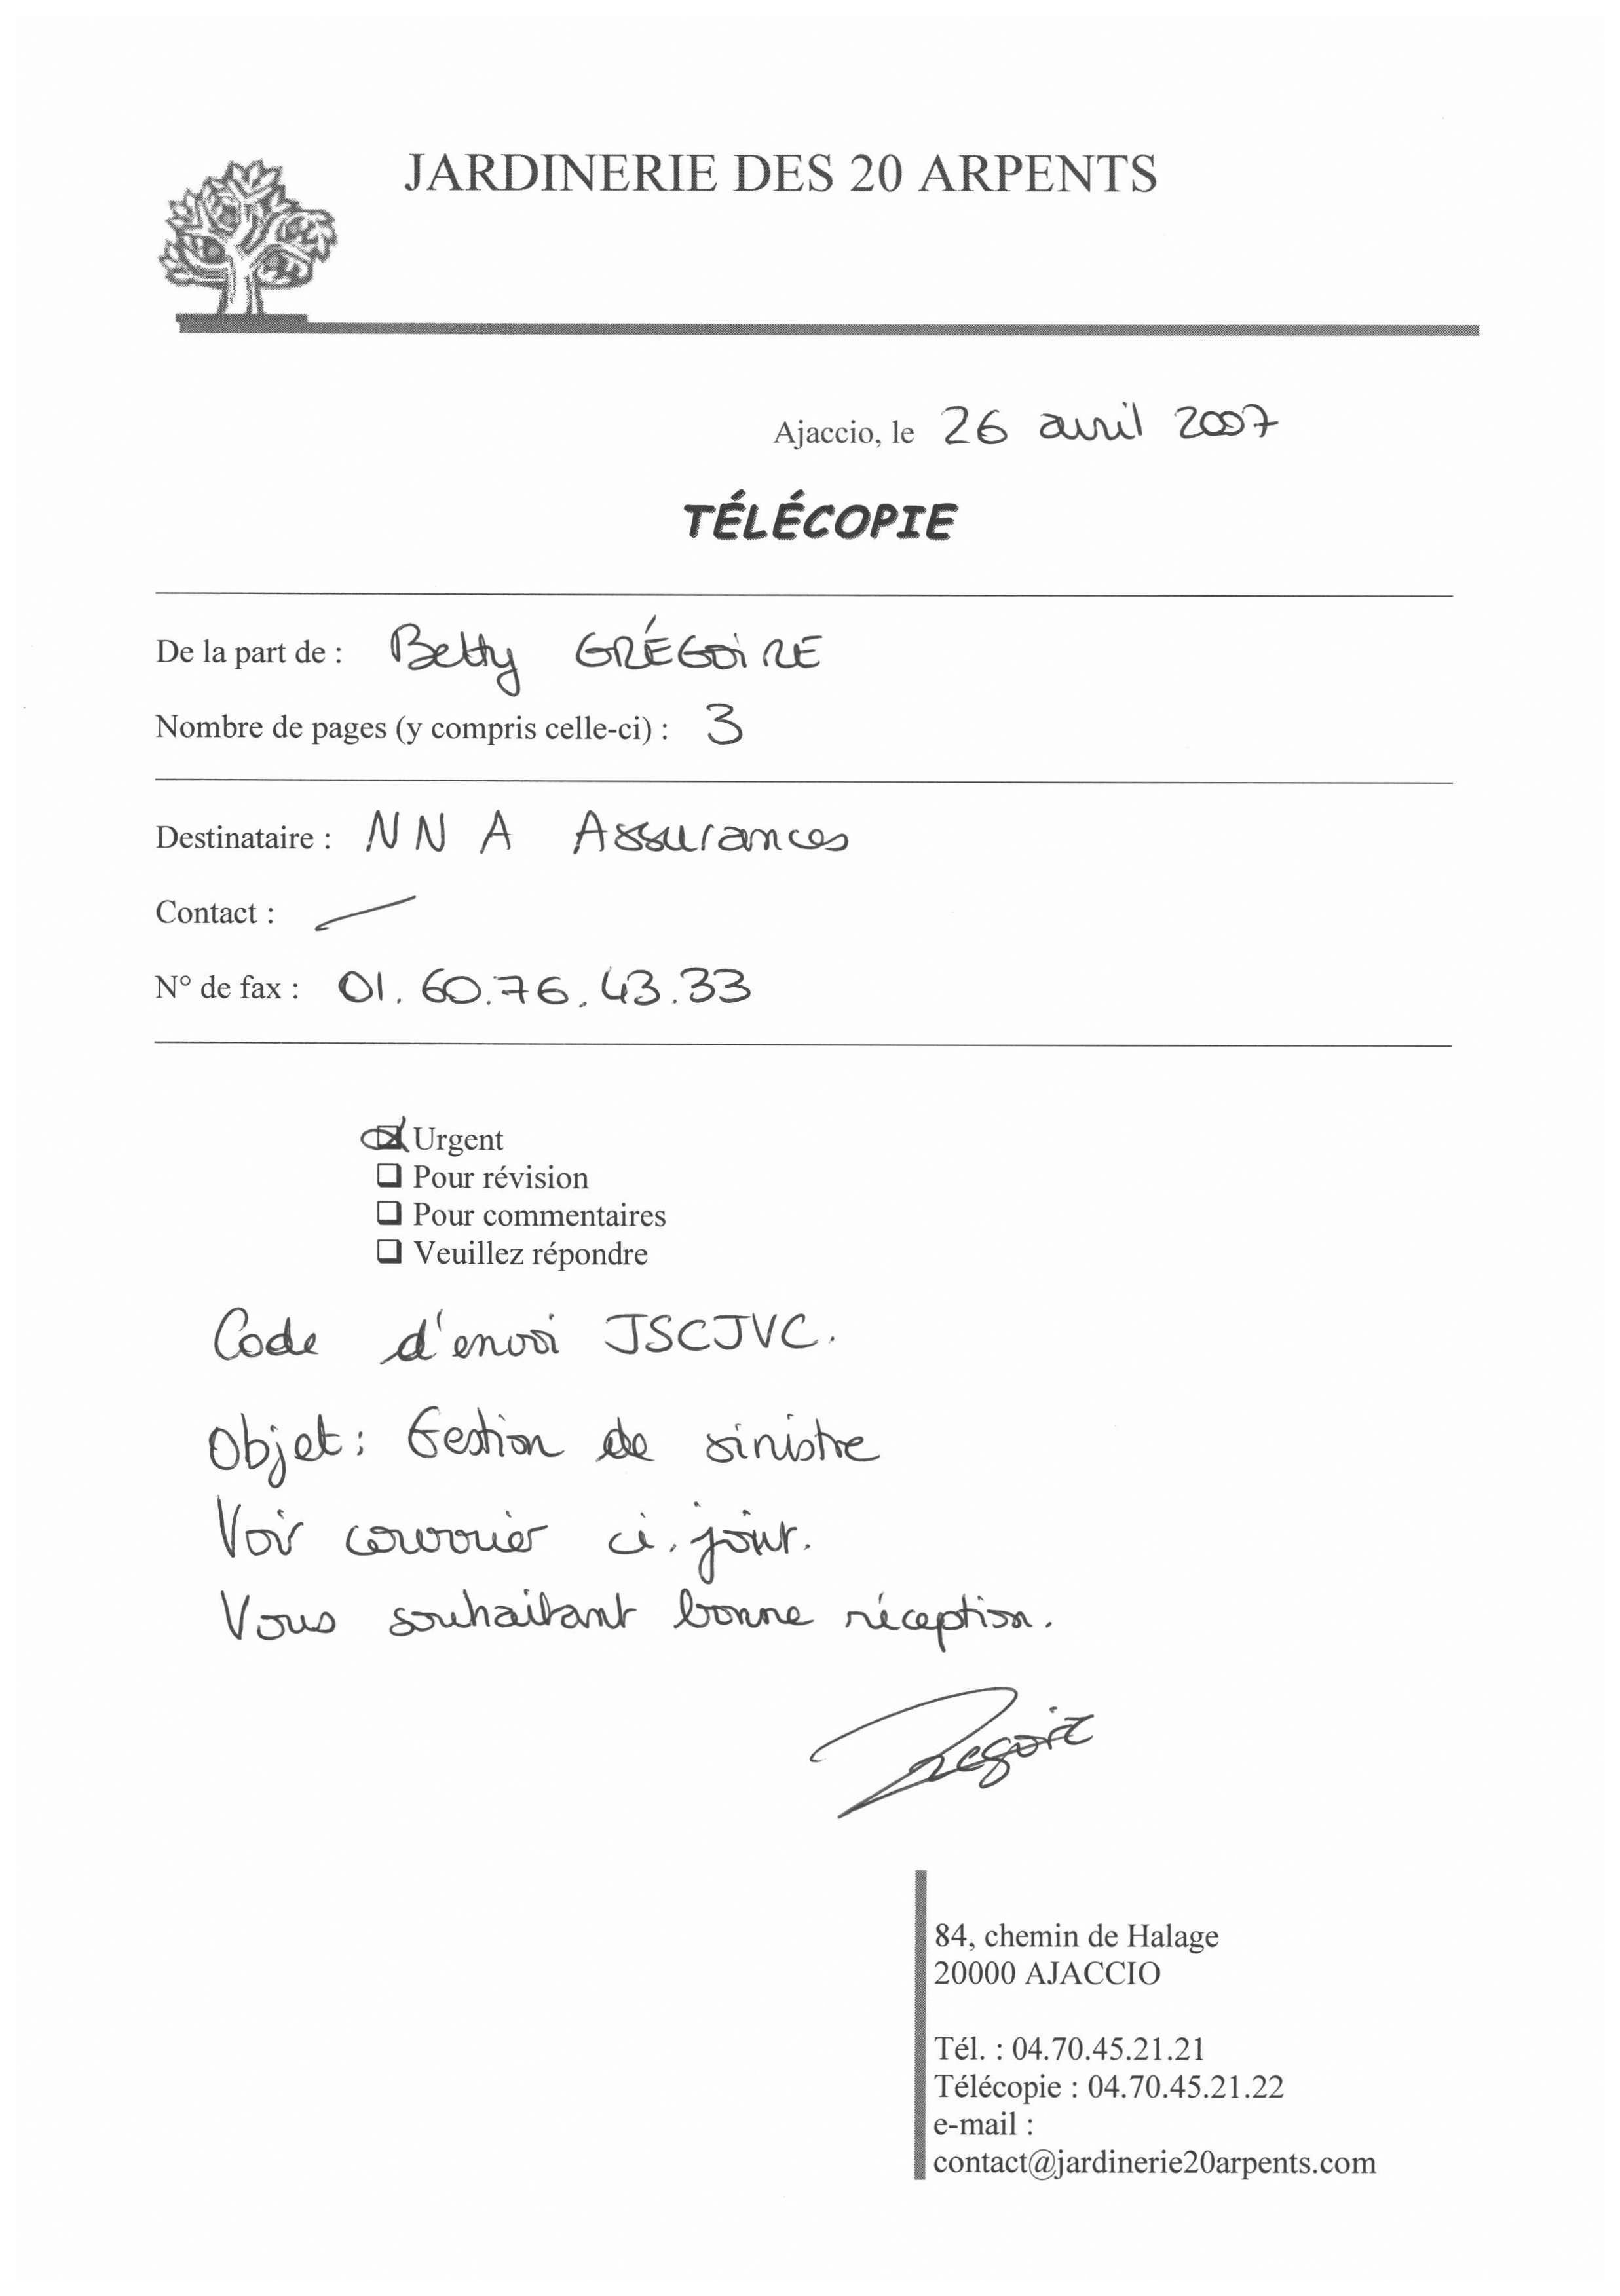 JARDINERIE DES 20 ARPENTS
Ajaccio, le 26 avril 2007
TÉLÉCOPIE
De la part de : Betty GRÉGOIRE
Nombre de pages (y compris celle-ci) : 3
Destinataire : NNA Assurances
Contact :
N° de fax : 01.60.76.43.33
Urgent
Pour révision
Pour commentaires
Veuillez répondre
Code d'envoi JSCJVC.
Objet : Gestion de sinistre
Voir courrier ci-joint.
Vous souhaitant bonne réception.
Gregoire
84, chemin de Halage
20000 AJACCIO
Tél. : 04.70.45.21.21
Télécopie : 04.70.45.21.22
e-mail :
contact@jardinerie20arpents.com